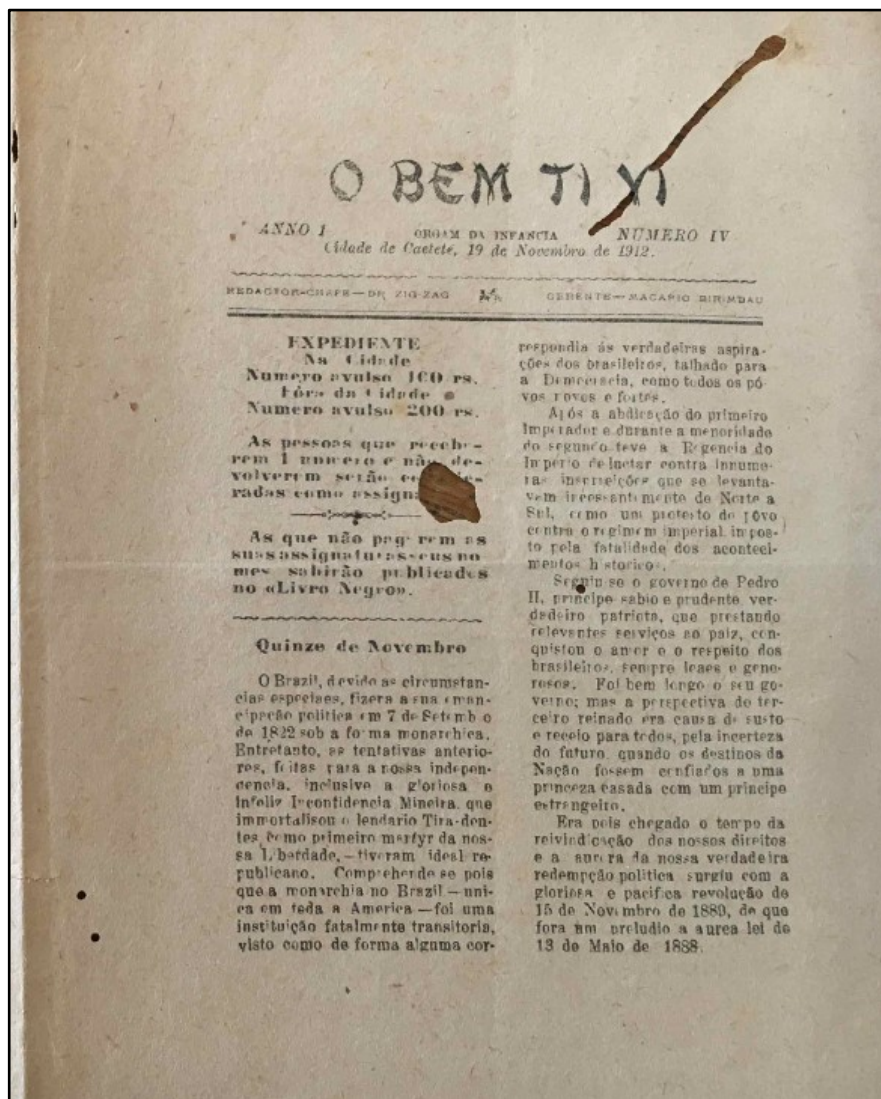 O BEM TI VI
ANNO I ORGAM DA INFANCIA NUMERO IV
Cidade de Caeteté, 19 de Novembro de 1912.
REDACTOR-CHEFE—DR. ZIG-ZAG GERENTE—MACARIO BIRIMBAU
EXPEDIENTE
Na Cidade
Numero avulso 100 rs.
Fóra da Cidade
Numero avulso 200 rs.
As pessoas que recebe-
rem 1 numero e não de-
volverem serão
radas como
As que não pagarem as
suas assignaturas seus no
mes sahirão publicados
no «Livro Negro».
Quinze de Novembro
O Brazil, devido as circumstan-
cias especiaes, fizera a sua eman-
cipação politica em 7 de Setembro
de 1822 sob a forma monarchica.
Entretanto, as tentativas anterio-
res, feitas para a nossa indepen-
dencia, inclusive a gloriosa e
infeliz Inconfidencia Mineira, que
immortalisou o lendario Tira-den-
tes como primeiro martyr da nos-
sa Liberdade,—tiveram ideal re-
publicano. Comprehende se pois
que a monarchia no Brazil—uni-
ca em toda a America—foi uma
instituição fatalmente transitoria,
visto como de forma alguma cor-
respondia ás verdadeiras aspira-
ções dos brasileiros, talhado para
a Democracia, como todos os pó-
vos novos e fortes.
Após a abdicação do primeiro
Imperador e durante a menoridade
do segundo teve a Regencia do
Imperio de luctar contra innume-
ras insurreições que se levanta-
vam incessantemente de Norte a
Sul, como um protesto do povo
contra o regimem imperial impos-
to pela fatalidade dos aconteci-
mentos historicos.
Seguiu se o governo de Pedro
II, principe sabio e prudente, ver-
dadeiro patriota, que prestando
relevantes serviços ao paiz, con-
quistou o amor e o respeito dos
brasileiros, sempre leaes e gene-
rosos. Foi bem longo o seu go-
verno; mas a perspectiva do ter-
ceiro reinado era causa de susto
e receio para todos, pela incerteza
do futuro, quando os destinos da
Nação fossem confiados a uma
princeza casada com um principe
estrangeiro.
Era pois chegado o tempo da
reivindicação dos nossos direitos
e a aurora da nossa verdadeira
redempção politica surgiu com a
gloriosa e pacifica revolução de
15 de Novembro de 1889, de que
fora um preludio a aurea lei de
13 de Maio de 1888.